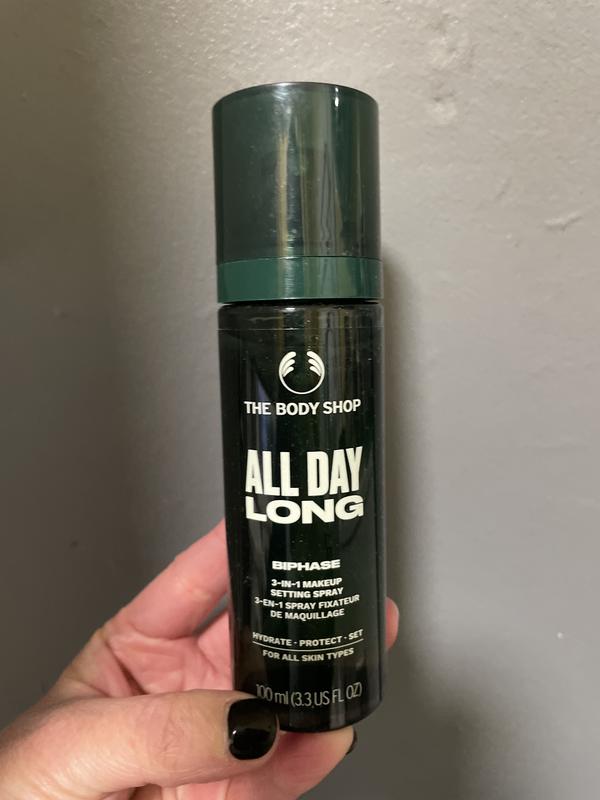 THE BODY SHOP
ALL DAY
LONG
BIPHASE
3-IN-1 MAKEUP
SETTING SPRAY
3-EN-1 SPRAY FIXATEUR
DE MAQUILLAGE
HYDRATE · PROTECT · SET
FOR ALL SKIN TYPES
100 ml (3.3 US FL OZ)